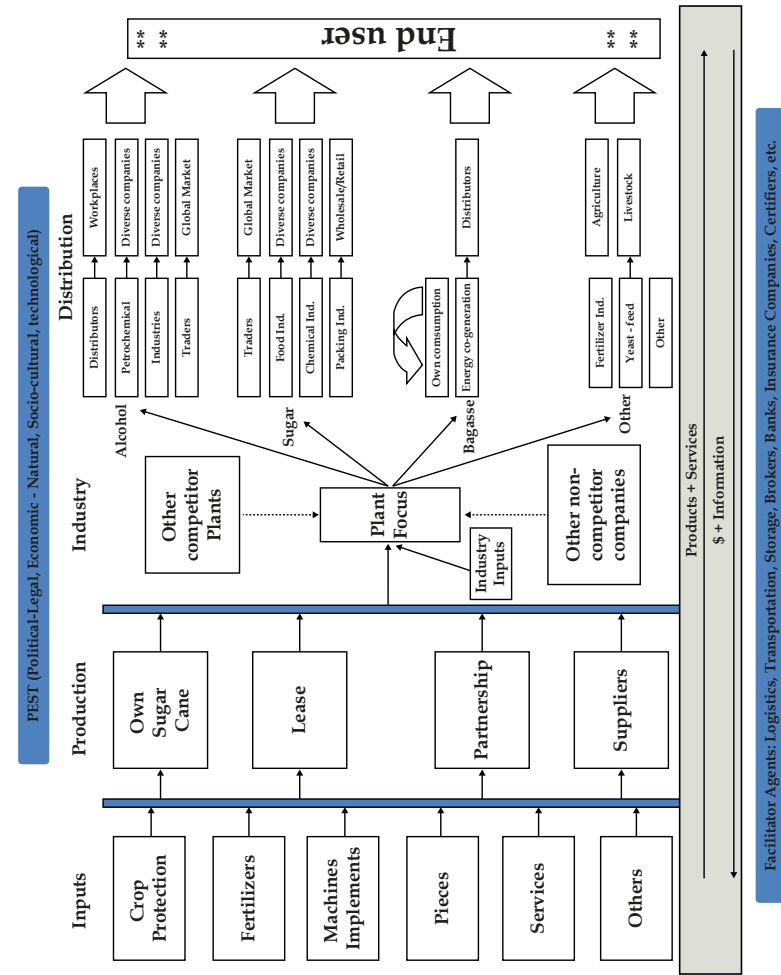 PEST (Political-Legal, Economic - Natural, Socio-cultural, technological)
Inputs
Production
Industry
Distribution
Crop
Protection
Fertilizers
Machines
Implements
Pieces
Services
Others
Own
Sugar
Cane
Lease
Partnership
Suppliers
Other
competitor
Plants
Plant
Focus
Industry
Inputs
Other non-
competitor
companies
Alcohol
Distributors
Workplaces
Petrochemical
Diverse companies
Industries
Diverse companies
Traders
Global Market
Sugar
Traders
Global Market
Food Ind.
Diverse companies
Chemical Ind.
Diverse companies
Packing Ind.
Wholesale/Retail
Bagasse
Own comsumption
Energy co-generation
Distributors
Other
Fertilizer Ind.
Agriculture
Yeast - feed
Livestock
Other
**
**
End user
**
**
Products + Services
$ + Information
Facilitator Agents: Logistics, Transportation, Storage, Brokers, Banks, Insurance Companies, Certifiers, etc.